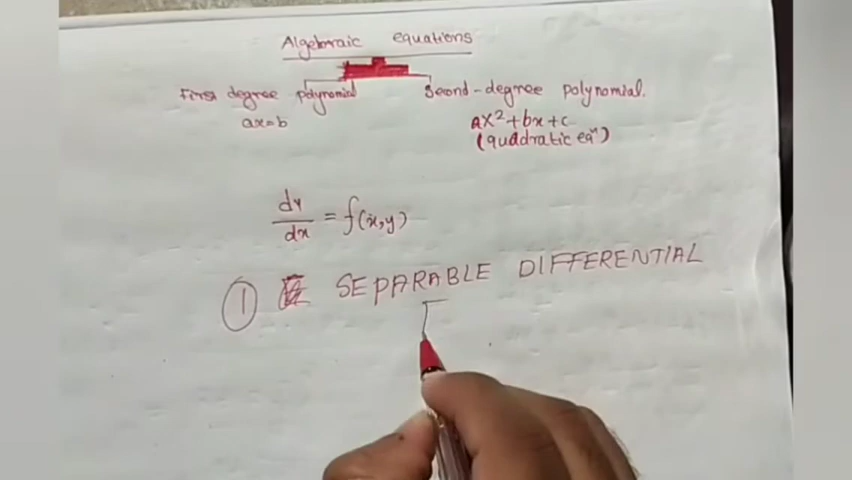 Algebraic equations
First degree polynomial
Second-degree polynomial.
ax=b
ax²+bx+c
(quadratic eqⁿ)
dy/dx = f(x,y)
① SEPARABLE DIFFERENTIAL